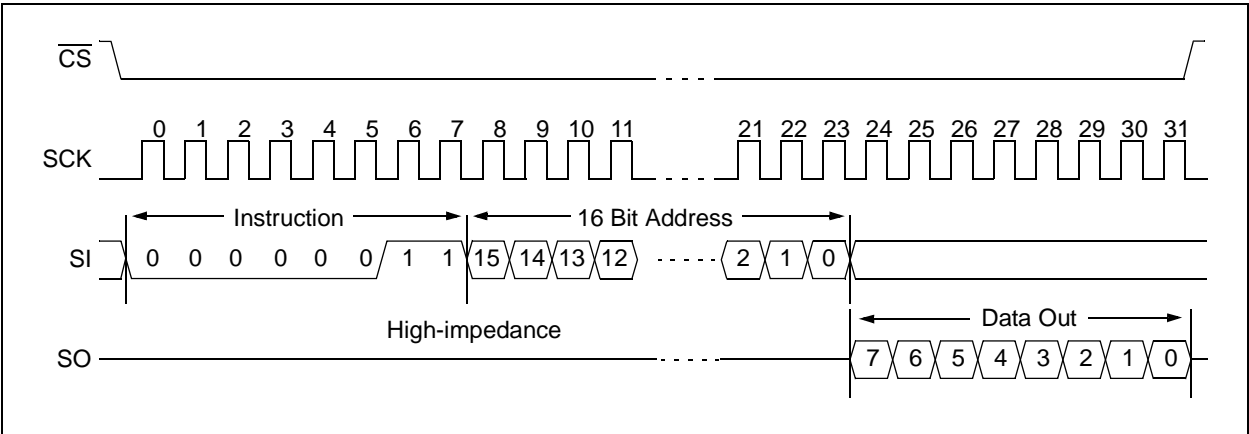 CS
0 1 2 3 4 5 6 7 8 9 10 11 21 22 23 24 25 26 27 28 29 30 31
SCK
Instruction 16 Bit Address
SI 0 0 0 0 0 0 1 1 15 14 13 12 2 1 0
High-impedance Data Out
SO 7 6 5 4 3 2 1 0